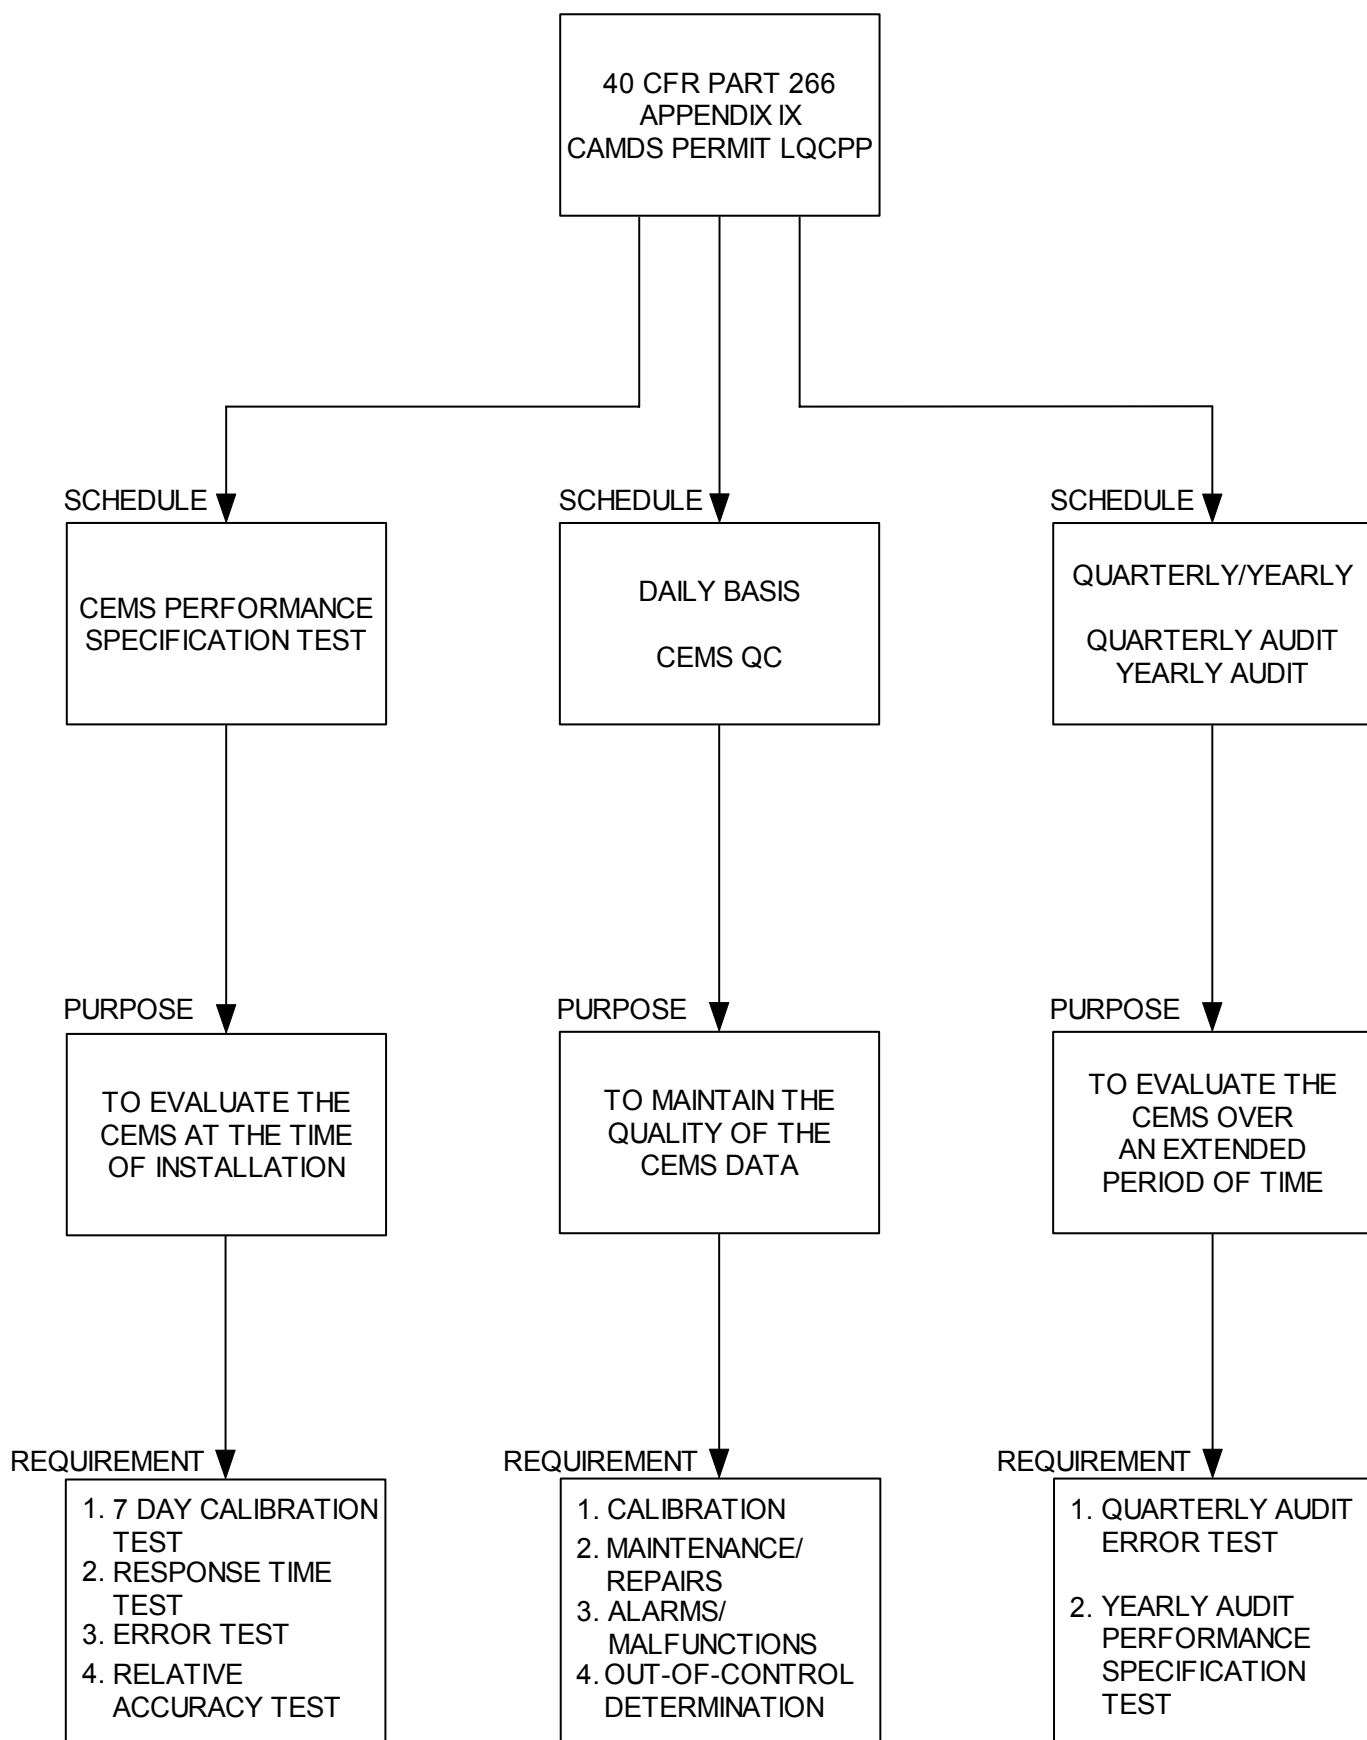 40 CFR PART 266
APPENDIX IX
CAMDS PERMIT LQCPP
SCHEDULE
CEMS PERFORMANCE
SPECIFICATION TEST
PURPOSE
TO EVALUATE THE
CEMS AT THE TIME
OF INSTALLATION
REQUIREMENT
1. 7 DAY CALIBRATION
TEST
2. RESPONSE TIME
TEST
3. ERROR TEST
4. RELATIVE
ACCURACY TEST
SCHEDULE
DAILY BASIS
CEMS QC
PURPOSE
TO MAINTAIN THE
QUALITY OF THE
CEMS DATA
REQUIREMENT
1. CALIBRATION
2. MAINTENANCE/
REPAIRS
3. ALARMS/
MALFUNCTIONS
4. OUT-OF-CONTROL
DETERMINATION
SCHEDULE
QUARTERLY/YEARLY
QUARTERLY AUDIT
YEARLY AUDIT
PURPOSE
TO EVALUATE THE
CEMS OVER
AN EXTENDED
PERIOD OF TIME
REQUIREMENT
1. QUARTERLY AUDIT
ERROR TEST
2. YEARLY AUDIT
PERFORMANCE
SPECIFICATION
TEST